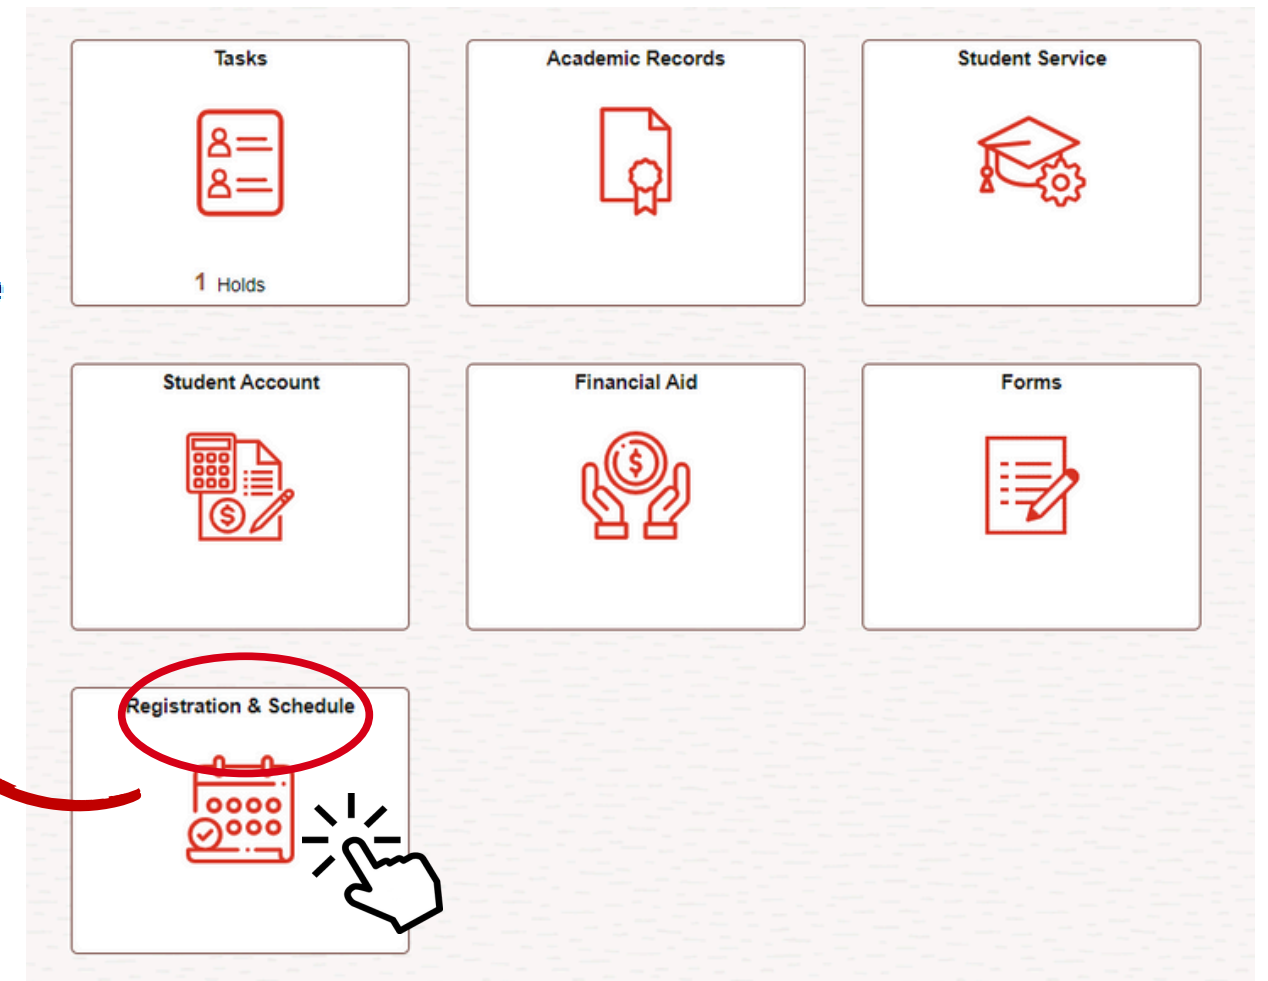 Tasks
Academic Records
Student Service
1 Holds
Student Account
$
Financial Aid
$
Forms
Registration & Schedule